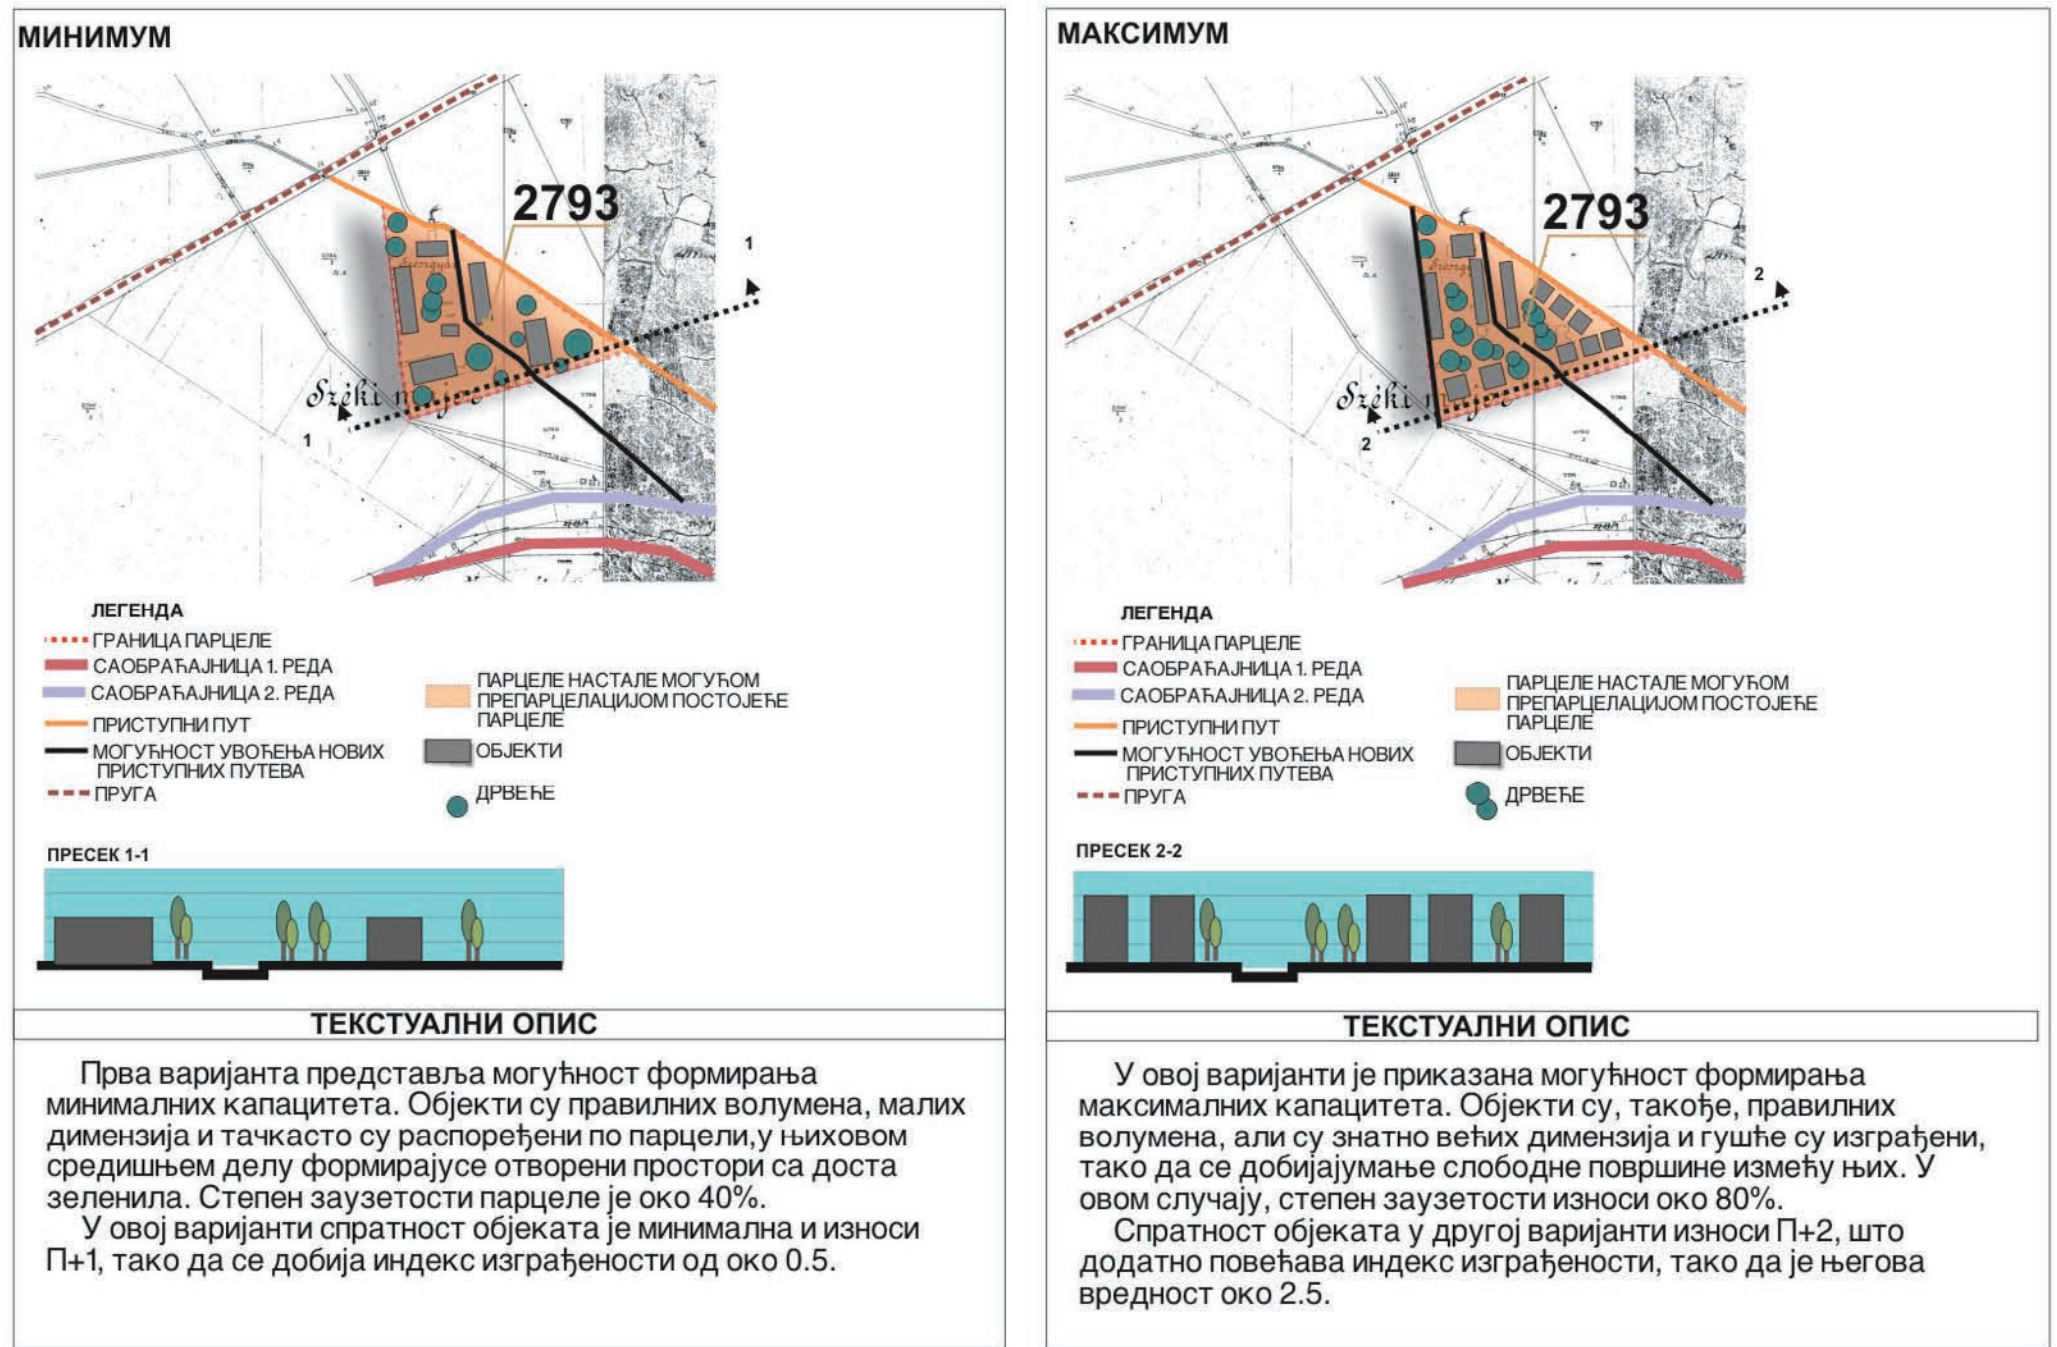 МИНИМУМ
2793
1
Széki major
1
ЛЕГЕНДА
ГРАНИЦА ПАРЦЕЛЕ
САОБРАЋАЈНИЦА 1. РЕДА
САОБРАЋАЈНИЦА 2. РЕДА
ПРИСТУПНИ ПУТ
МОГУЋНОСТ УВОЂЕЊА НОВИХ
ПРИСТУПНИХ ПУТЕВА
ПРУГА
ПАРЦЕЛЕ НАСТАЛЕ МОГУЋОМ
ПРЕПАРЦЕЛАЦИЈОМ ПОСТОЈЕЋЕ
ПАРЦЕЛЕ
ОБЈЕКТИ
ДРВЕЋЕ
ПРЕСЕК 1-1
ТЕКСТУАЛНИ ОПИС
Прва варијанта представља могућност формирања
минималних капацитета. Објекти су правилних волумена, малих
димензија и тачкасто су распоређени по парцели,у њиховом
средишњем делу формирајусе отворени простори са доста
зеленила. Степен заузетости парцеле је око 40%.
У овој варијанти спратност објеката је минимална и износи
П+1, тако да се добија индекс изграђености од око 0.5.
МАКСИМУМ
2793
2
Széki
2
ЛЕГЕНДА
ГРАНИЦА ПАРЦЕЛЕ
САОБРАЋАЈНИЦА 1. РЕДА
САОБРАЋАЈНИЦА 2. РЕДА
ПРИСТУПНИ ПУТ
МОГУЋНОСТ УВОЂЕЊА НОВИХ
ПРИСТУПНИХ ПУТЕВА
ПРУГА
ПАРЦЕЛЕ НАСТАЛЕ МОГУЋОМ
ПРЕПАРЦЕЛАЦИЈОМ ПОСТОЈЕЋЕ
ПАРЦЕЛЕ
ОБЈЕКТИ
ДРВЕЋЕ
ПРЕСЕК 2-2
ТЕКСТУАЛНИ ОПИС
У овој варијанти је приказана могућност формирања
максималних капацитета. Објекти су, такође, правилних
волумена, али су знатно већих димензија и гушће су изграђени,
тако да се добијајумање слободне површине између њих. У
овом случају, степен заузетости износи око 80%.
Спратност објеката у другој варијанти износи П+2, што
додатно повећава индекс изграђености, тако да је његова
вредност око 2.5.